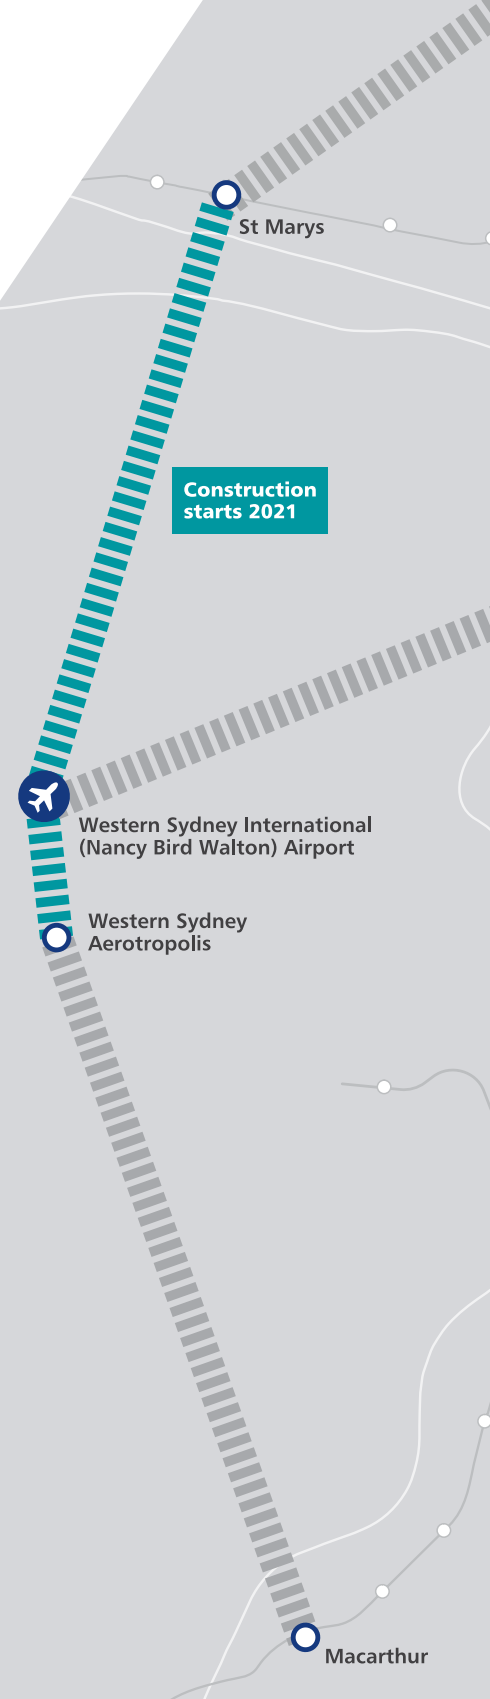 St Marys
Construction
starts 2021
Western Sydney International
(Nancy Bird Walton) Airport
Western Sydney
Aerotropolis
Macarthur